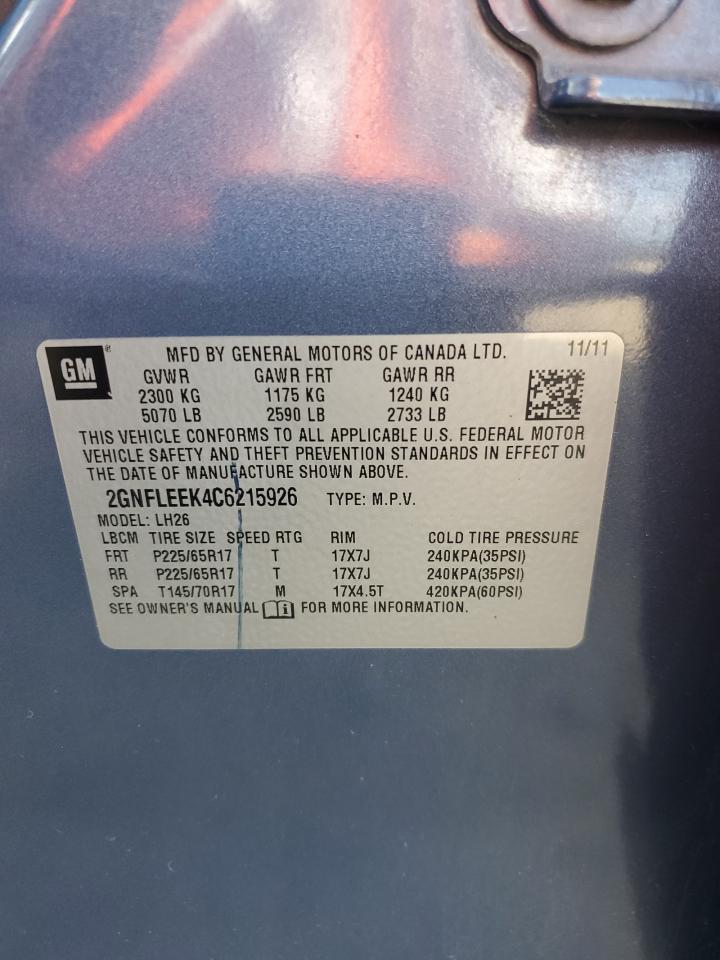 GM ® MFD BY GENERAL MOTORS OF CANADA LTD. 11/11
GVWR GAWR FRT GAWR RR
2300 KG 1175 KG 1240 KG
5070 LB 2590 LB 2733 LB
THIS VEHICLE CONFORMS TO ALL APPLICABLE U.S. FEDERAL MOTOR
VEHICLE SAFETY AND THEFT PREVENTION STANDARDS IN EFFECT ON
THE DATE OF MANUFACTURE SHOWN ABOVE.
2GNFLEEK4C6215926 TYPE: M.P.V.
MODEL: LH26
LBCM TIRE SIZE SPEED RTG RIM COLD TIRE PRESSURE
FRT P225/65R17 T 17X7J 240KPA(35PSI)
RR P225/65R17 T 17X7J 240KPA(35PSI)
SPA T145/70R17 M 17X4.5T 420KPA(60PSI)
SEE OWNER'S MANUAL i FOR MORE INFORMATION.